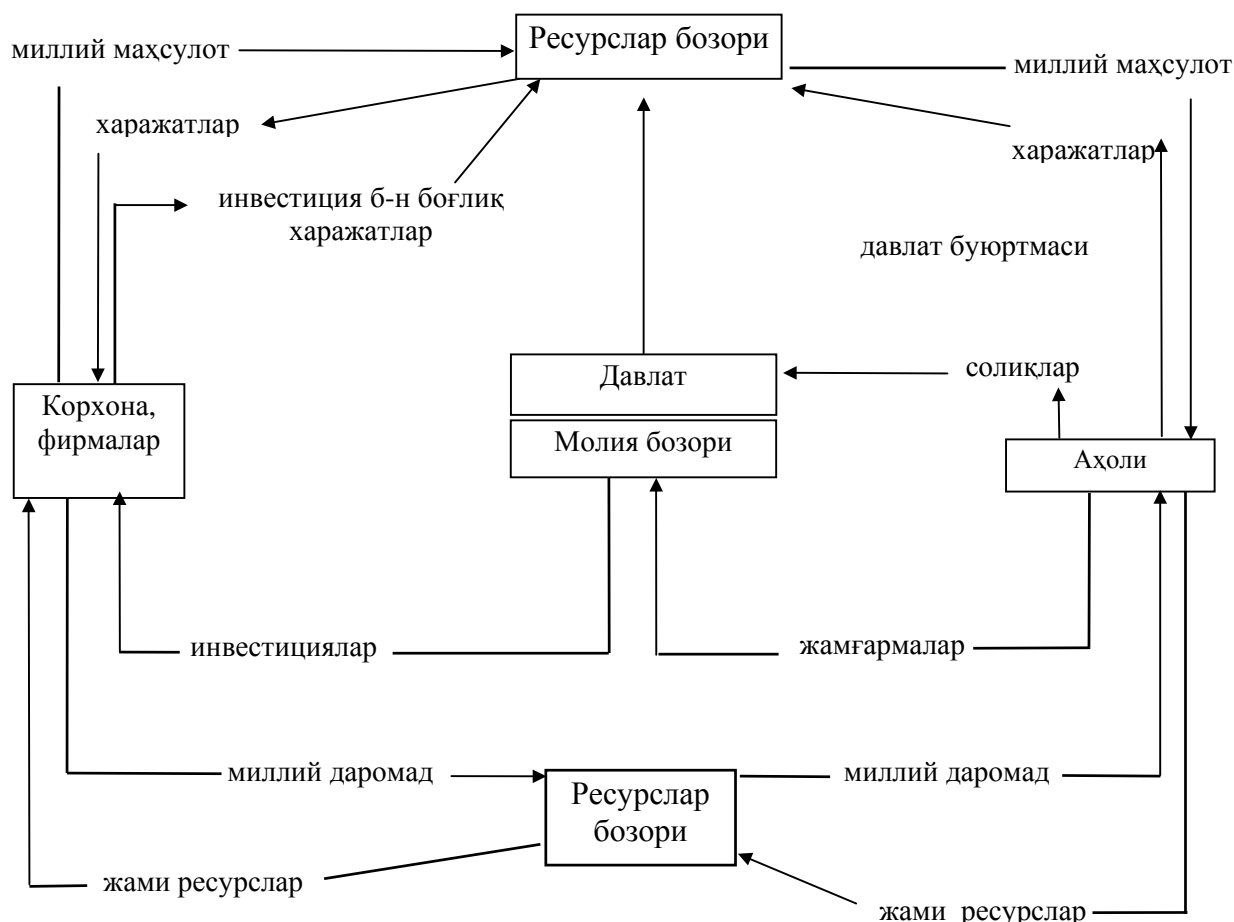 миллий маҳсулот
Ресурслар бозори
миллий маҳсулот
харажатлар
харажатлар
инвестиция б-н боғлиқ
харажатлар
давлат буюртмаси
Давлат
солиқлар
Корхона,
фирмалар
Молия бозори
Аҳоли
инвестициялар
жамғармалар
миллий даромад
Ресурслар
бозори
миллий даромад
жами ресурслар
жами ресурслар